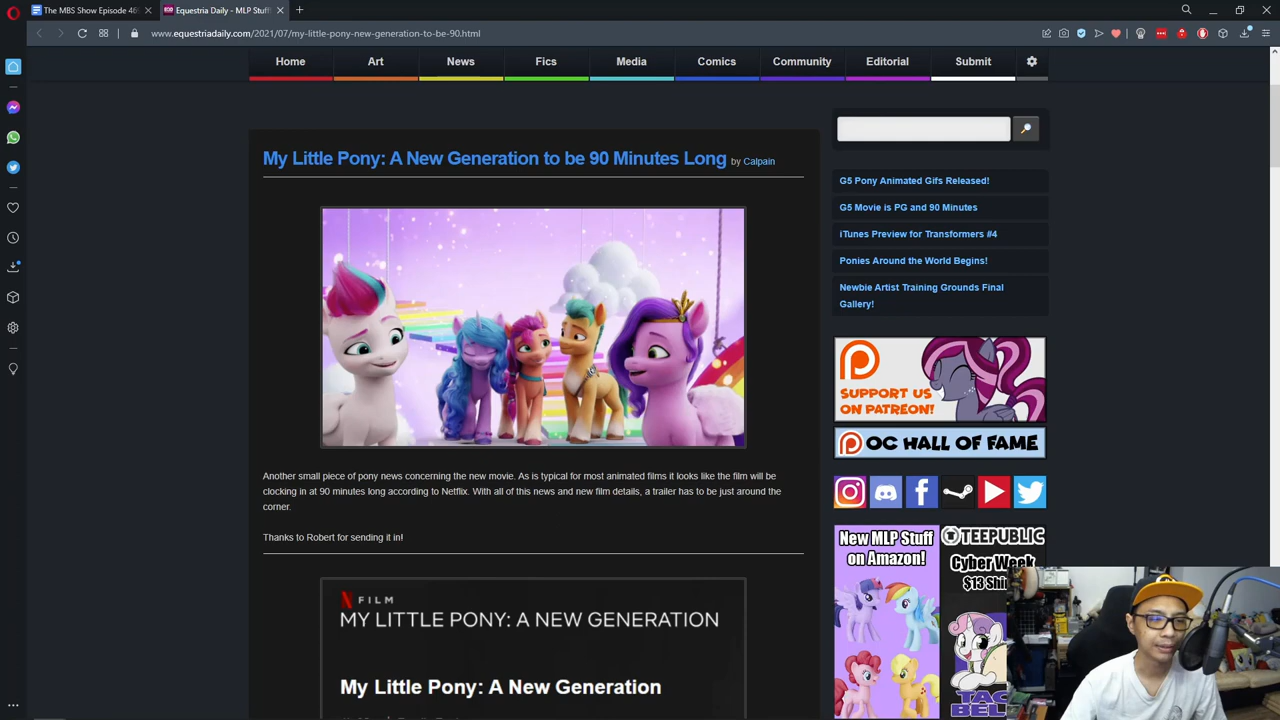 The MBS Show Episode 46
Equestria Daily - MLP Stuf
www.equestriadaily.com/2021/07/my-little-pony-new-generation-to-be-90.html
Home Art News Fics Media Comics Community Editorial Submit
My Little Pony: A New Generation to be 90 Minutes Long by Calpain
Another small piece of pony news concerning the new movie. As is typical for most animated films it looks like the film will be
clocking in at 90 minutes long according to Netflix. With all of this news and new film details, a trailer has to be just around the
corner.
Thanks to Robert for sending it in!
N FILM
MY LITTLE PONY: A NEW GENERATION
My Little Pony: A New Generation
G5 Pony Animated Gifs Released!
G5 Movie is PG and 90 Minutes
iTunes Preview for Transformers #4
Ponies Around the World Begins!
Newbie Artist Training Grounds Final
Gallery!
SUPPORT US
ON PATREON!
OC HALL OF FAME
New MLP Stuff
on Amazon!
TEEPUBLIC
Cyber Week
$13 Shi
TAC
BEL